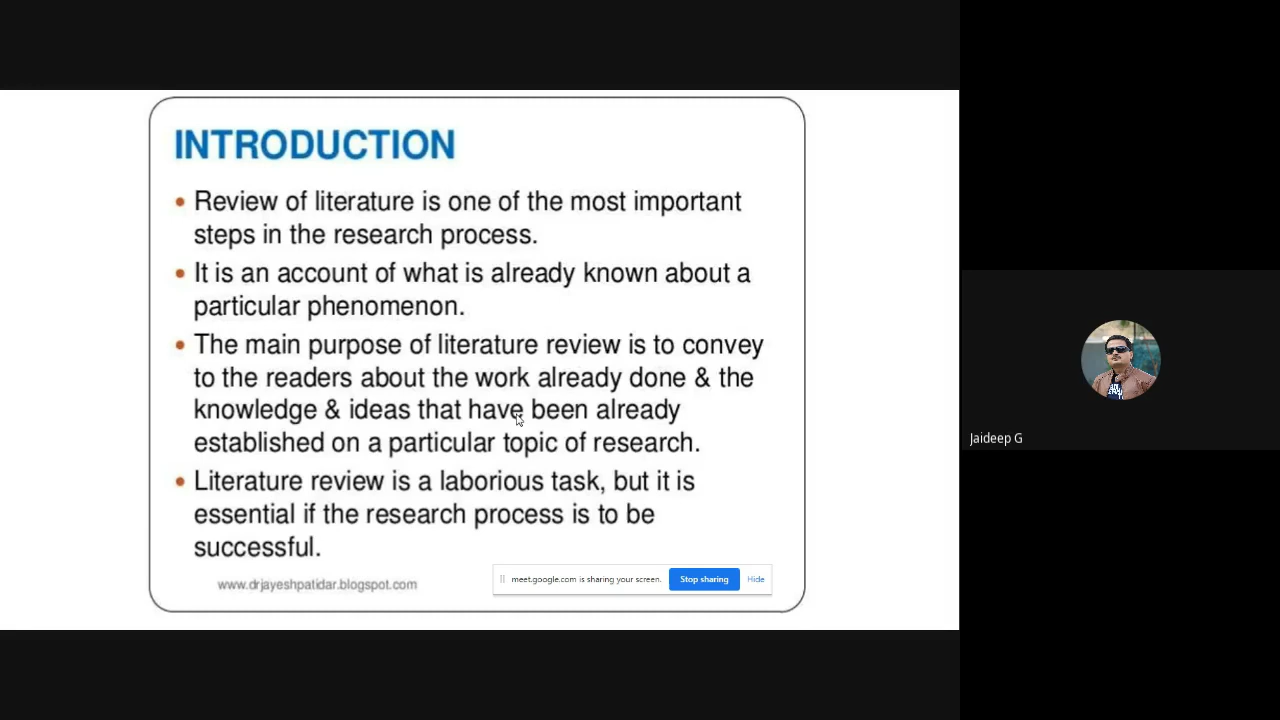 INTRODUCTION
• Review of literature is one of the most important
steps in the research process.
• It is an account of what is already known about a
particular phenomenon.
• The main purpose of literature review is to convey
to the readers about the work already done & the
knowledge & ideas that have been already
established on a particular topic of research.
• Literature review is a laborious task, but it is
essential if the research process is to be
successful.
www.drjayeshpatidar.blogspot.com
meet.google.com is sharing your screen. Stop sharing Hide
Jaideep G